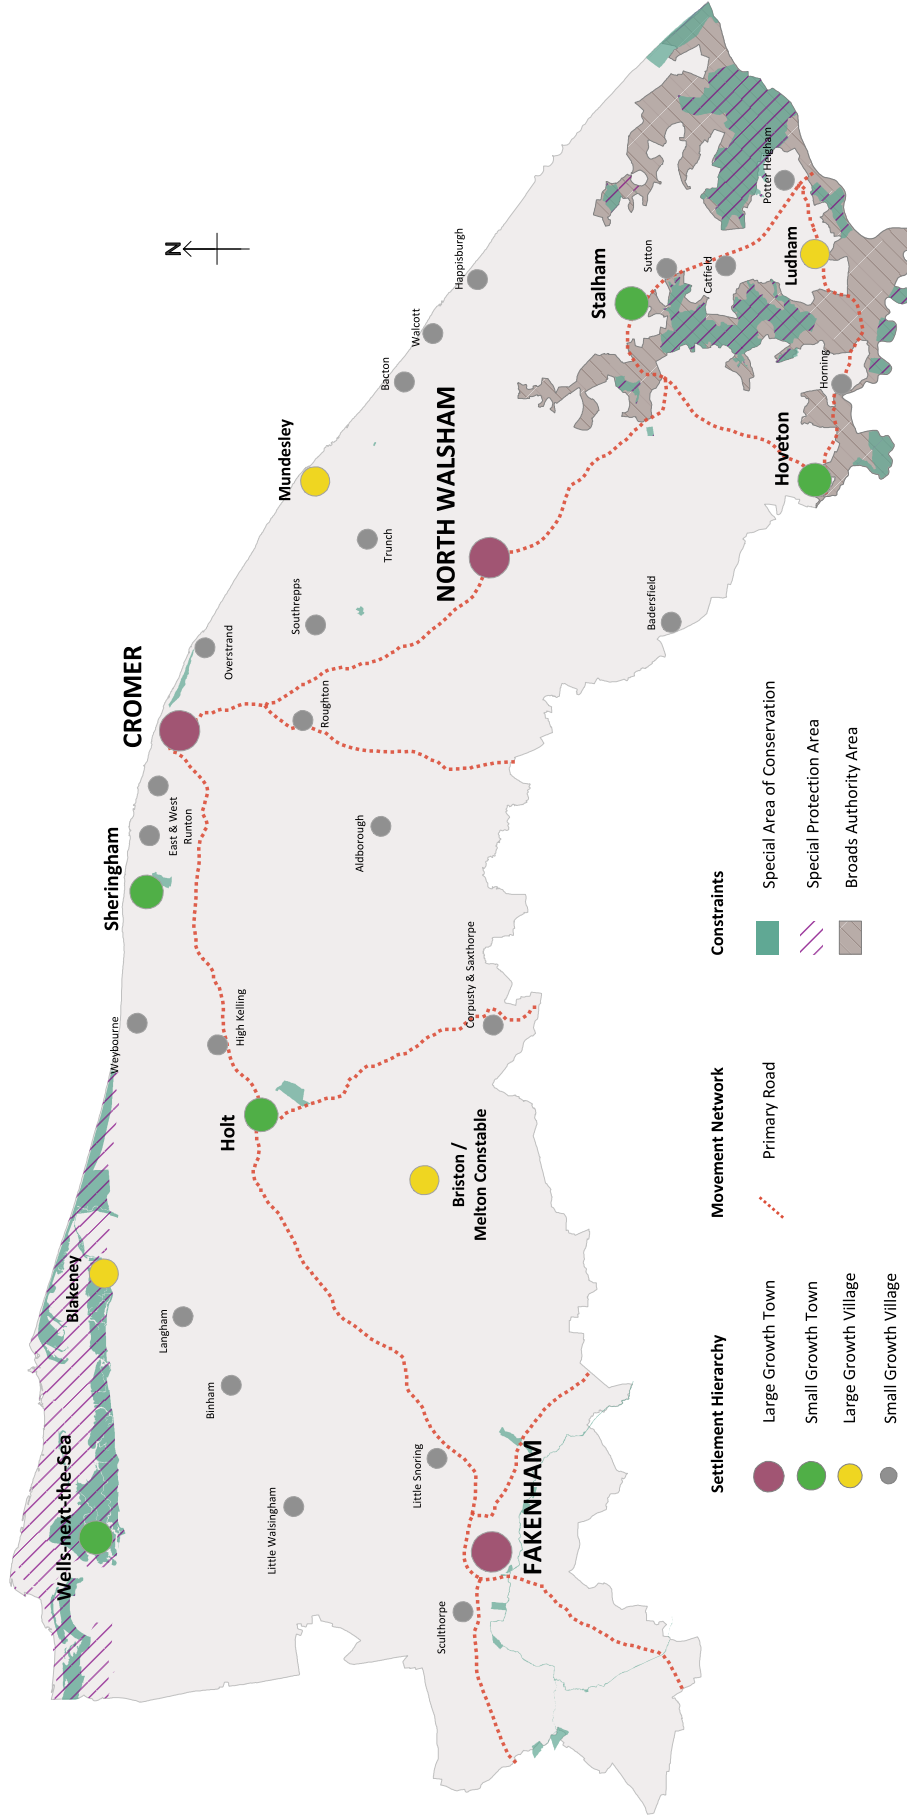 N
Wells-next-the-Sea
Blakeney
Weybourne
Sheringham
East & West
Runton
CROMER
Overstrand
Langham
Binham
Little Walsingham
Holt
High Kelling
Roughton
Southrepps
Mundesley
Trunch
Bacton
Walcott
Happisburgh
Sculthorpe
FAKENHAM
Little Snoring
Briston /
Melton Constable
Corpusty & Saxthorpe
Aldborough
NORTH WALSHAM
Badersfield
Stalham
Sutton
Catfield
Hoveton
Horning
Ludham
Potter Heigham
Settlement Hierarchy
Large Growth Town
Small Growth Town
Large Growth Village
Small Growth Village
Movement Network
Primary Road
Constraints
Special Area of Conservation
Special Protection Area
Broads Authority Area